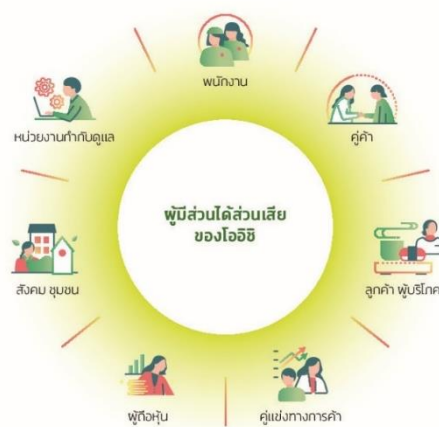 พนักงาน
คู่ค้า
ลูกค้า ผู้บริโภค
คู่แข่งทางการค้า
ผู้ถือหุ้น
สังคม ชุมชน
หน่วยงานกำกับดูแล
ผู้มีส่วนได้ส่วนเสีย
ของโออิชิ